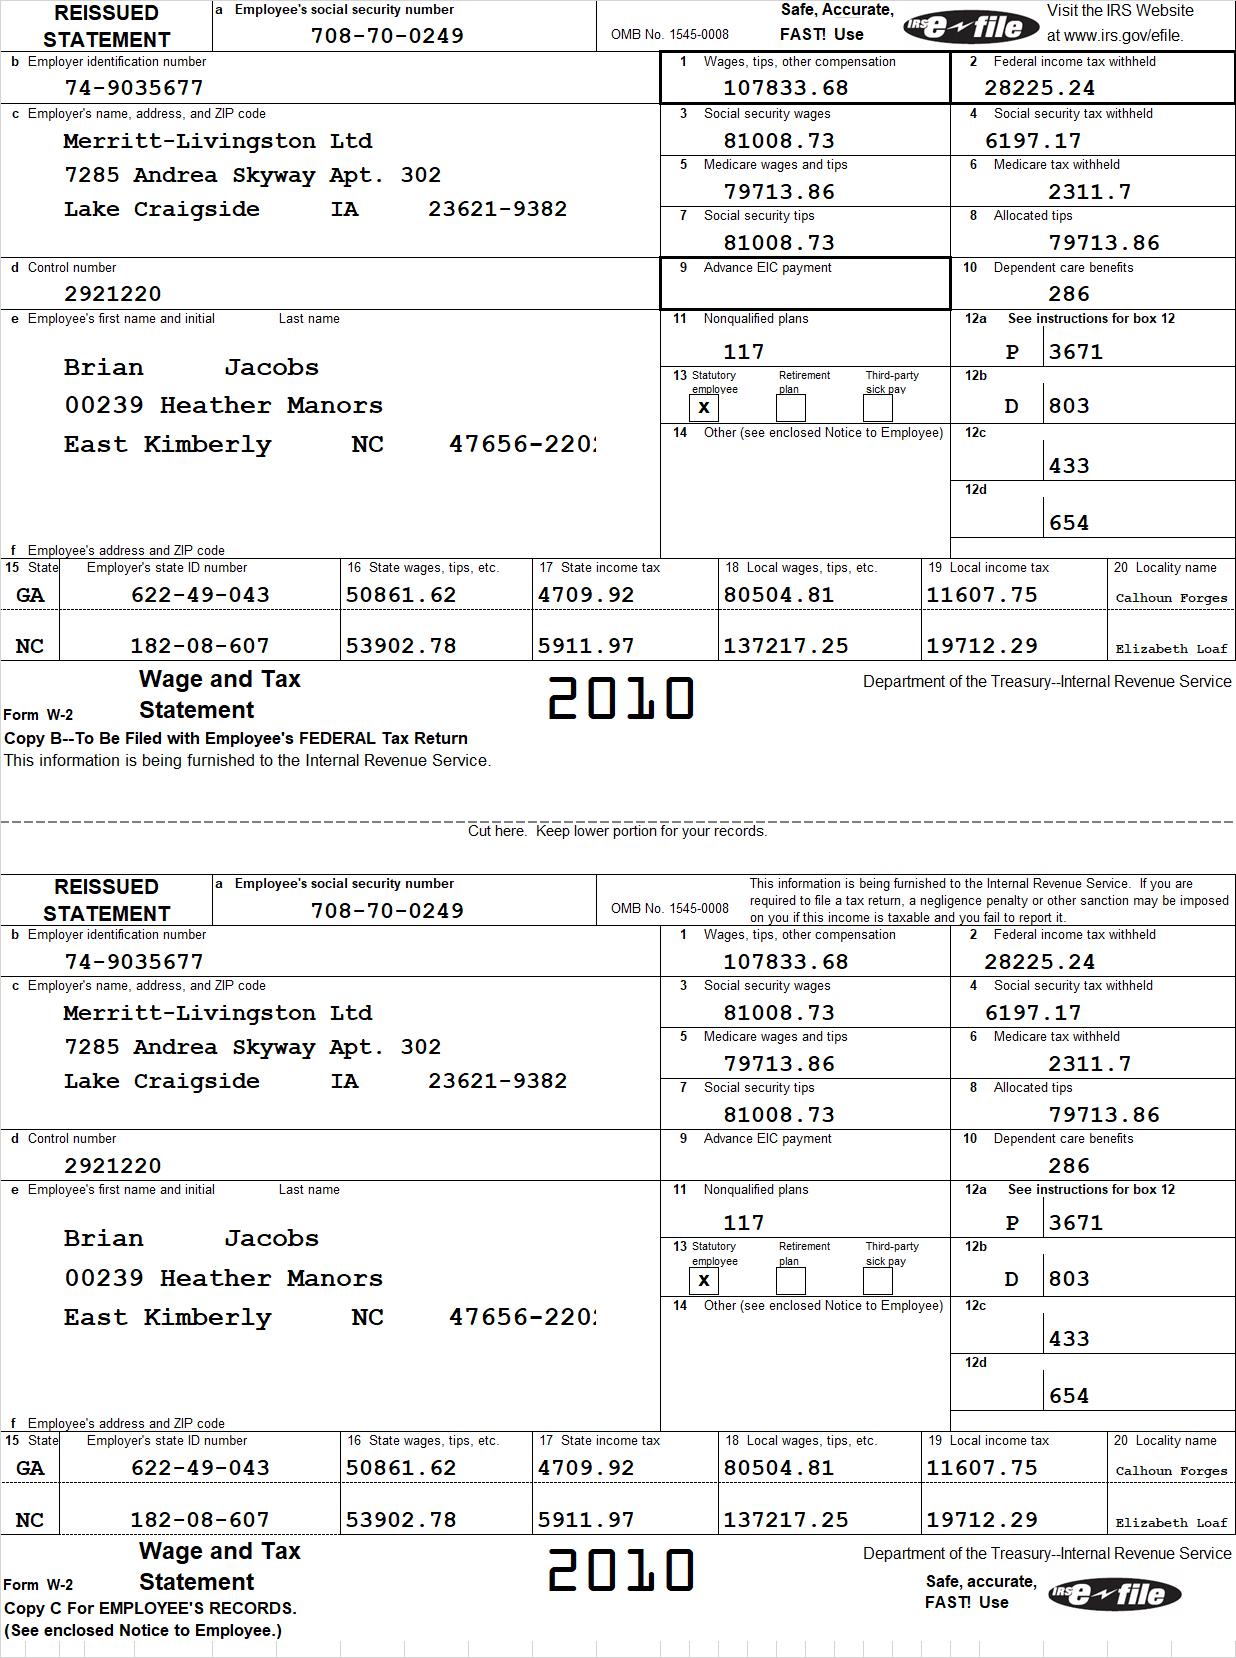 REISSUED STATEMENT
a Employee's social security number
708-70-0249
OMB No. 1545-0008
Safe, Accurate,
FAST! Use
IRS e-file
Visit the IRS Website
at www.irs.gov/efile.
b Employer identification number
74-9035677
1 Wages, tips, other compensation
107833.68
2 Federal income tax withheld
28225.24
c Employer's name, address, and ZIP code
Merritt-Livingston Ltd
7285 Andrea Skyway Apt. 302
Lake Craigside IA 23621-9382
3 Social security wages
81008.73
4 Social security tax withheld
6197.17
5 Medicare wages and tips
79713.86
6 Medicare tax withheld
2311.7
7 Social security tips
81008.73
8 Allocated tips
79713.86
d Control number
2921220
9 Advance EIC payment
10 Dependent care benefits
286
e Employee's first name and initial Last name
Brian Jacobs
00239 Heather Manors
East Kimberly NC 47656-220
f Employee's address and ZIP code
11 Nonqualified plans
117
12a See instructions for box 12
P 3671
13 Statutory employee Retirement plan Third-party sick pay
X
12b
D 803
14 Other (see enclosed Notice to Employee)
12c
433
12d
654
15 State Employer's state ID number 16 State wages, tips, etc. 17 State income tax 18 Local wages, tips, etc. 19 Local income tax 20 Locality name
GA 622-49-043 50861.62 4709.92 80504.81 11607.75 Calhoun Forges
NC 182-08-607 53902.78 5911.97 137217.25 19712.29 Elizabeth Loaf
Form W-2
Wage and Tax
Statement
2010
Department of the Treasury--Internal Revenue Service
Copy B--To Be Filed with Employee's FEDERAL Tax Return
This information is being furnished to the Internal Revenue Service.
Cut here. Keep lower portion for your records.
REISSUED STATEMENT
a Employee's social security number
708-70-0249
OMB No. 1545-0008
This information is being furnished to the Internal Revenue Service. If you are
required to file a tax return, a negligence penalty or other sanction may be imposed
on you if this income is taxable and you fail to report it.
b Employer identification number
74-9035677
1 Wages, tips, other compensation
107833.68
2 Federal income tax withheld
28225.24
c Employer's name, address, and ZIP code
Merritt-Livingston Ltd
7285 Andrea Skyway Apt. 302
Lake Craigside IA 23621-9382
3 Social security wages
81008.73
4 Social security tax withheld
6197.17
5 Medicare wages and tips
79713.86
6 Medicare tax withheld
2311.7
7 Social security tips
81008.73
8 Allocated tips
79713.86
d Control number
2921220
9 Advance EIC payment
10 Dependent care benefits
286
e Employee's first name and initial Last name
Brian Jacobs
00239 Heather Manors
East Kimberly NC 47656-220
f Employee's address and ZIP code
11 Nonqualified plans
117
12a See instructions for box 12
P 3671
13 Statutory employee Retirement plan Third-party sick pay
X
12b
D 803
14 Other (see enclosed Notice to Employee)
12c
433
12d
654
15 State Employer's state ID number 16 State wages, tips, etc. 17 State income tax 18 Local wages, tips, etc. 19 Local income tax 20 Locality name
GA 622-49-043 50861.62 4709.92 80504.81 11607.75 Calhoun Forges
NC 182-08-607 53902.78 5911.97 137217.25 19712.29 Elizabeth Loaf
Form W-2
Wage and Tax
Statement
2010
Department of the Treasury--Internal Revenue Service
Safe, accurate,
FAST! Use
IRS e-file
Copy C For EMPLOYEE'S RECORDS.
(See enclosed Notice to Employee.)